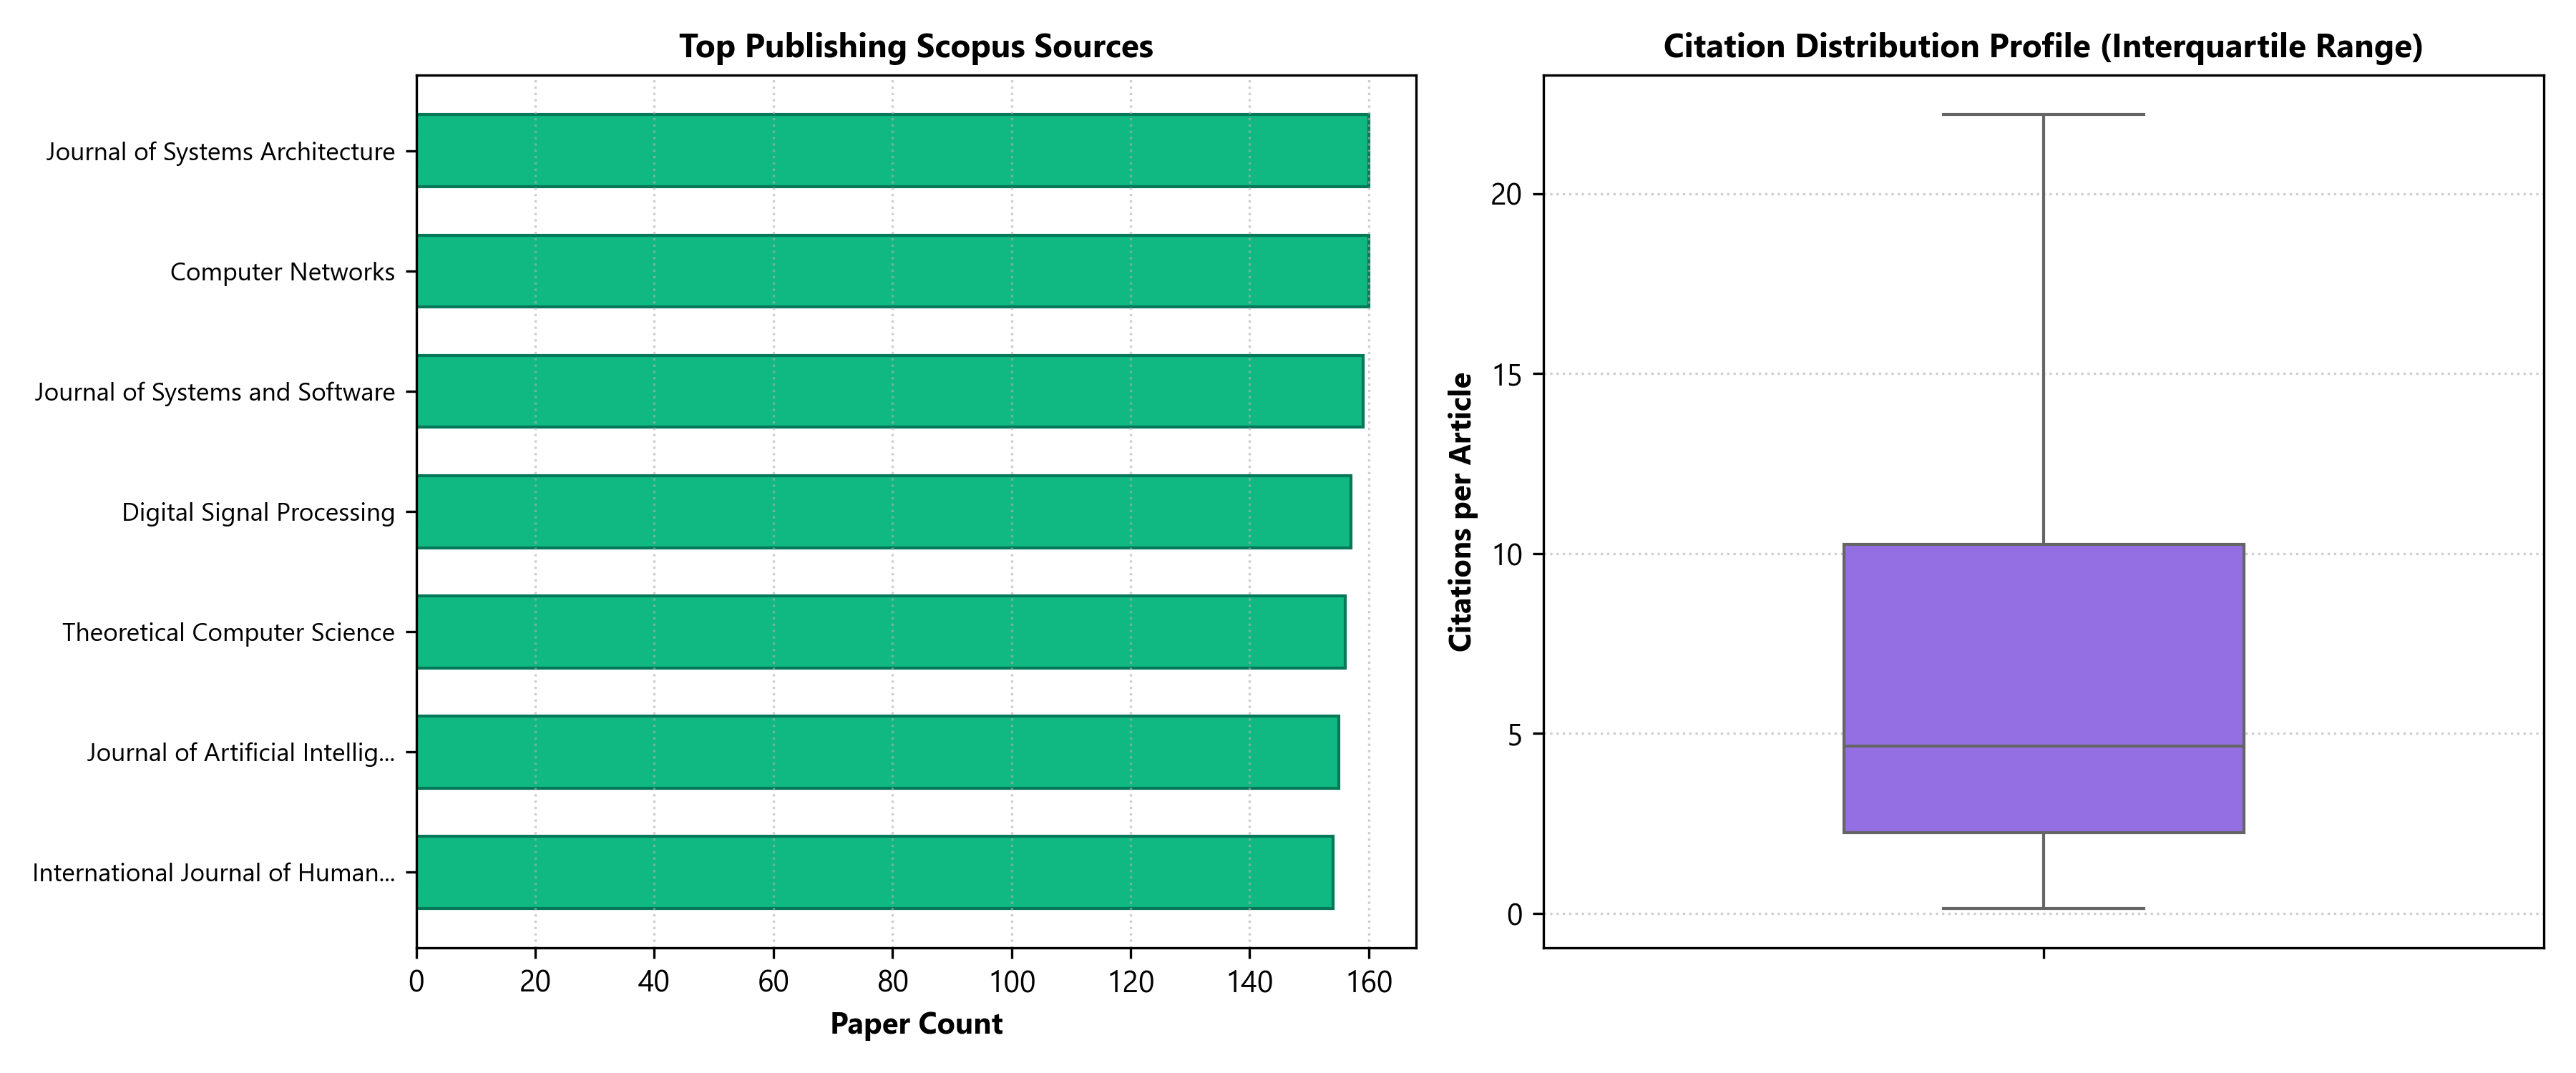 Top Publishing Scopus Sources
Journal of Systems Architecture
Computer Networks
Journal of Systems and Software
Digital Signal Processing
Theoretical Computer Science
Journal of Artificial Intellig...
International Journal of Human...
0 20 40 60 80 100 120 140 160
Paper Count
Citation Distribution Profile (Interquartile Range)
Citations per Article
20
15
10
5
0